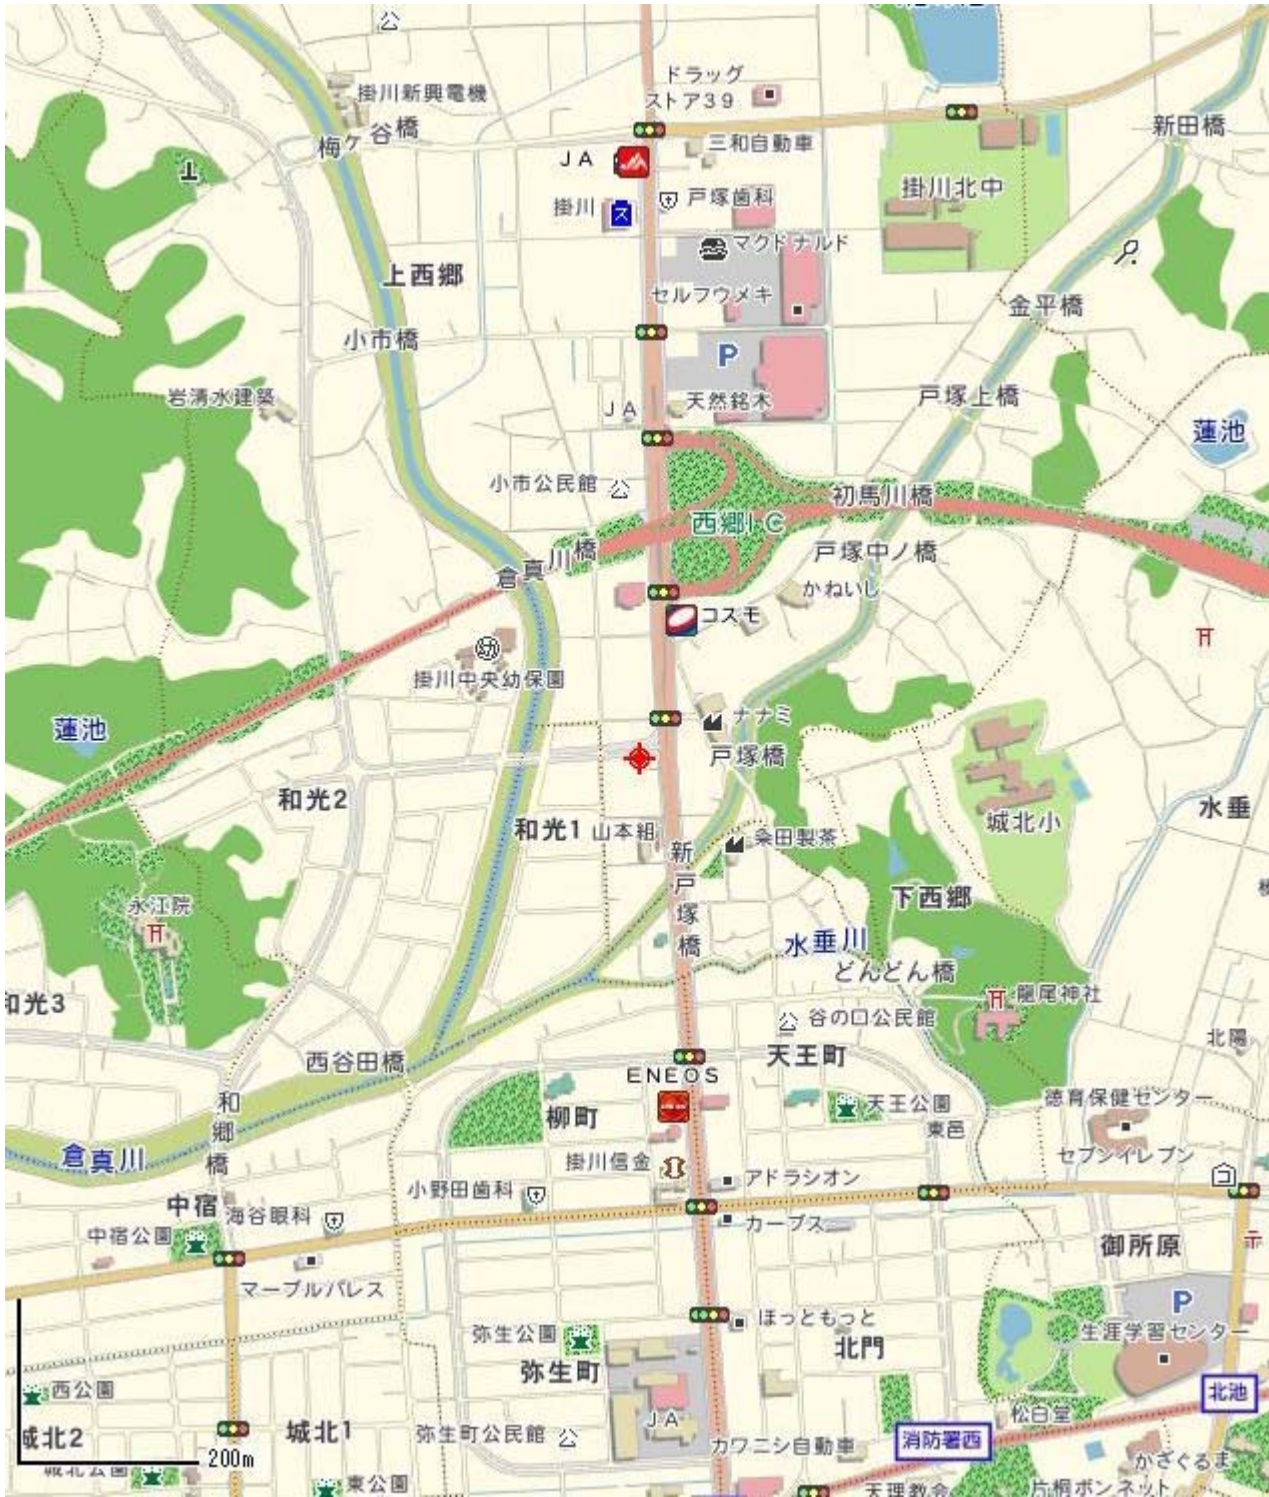 公
ドラッグ
ストア39
掛川新興電機
梅ヶ谷橋
新田橋
三和自動車
JA
掛川
ス
戸塚歯科
掛川北中
マクドナルド
上西郷
セルフウメキ
金平橋
小市橋
P
岩清水建築
JA
天然銘木
戸塚上橋
蓮池
小市公民館
公
初馬川橋
西郷IC
倉真川橋
戸塚中ノ橋
かねいし
コスモ
幼
掛川中央幼保園
蓮池
ナナミ
戸塚橋
和光2
和光1
山本組
粂田製茶
城北小
水垂
新戸塚橋
下西郷
永江院
水垂川
どんどん橋
和光3
龍尾神社
公
谷の口公民館
北陽
西谷田橋
天王町
ENEOS
和郷橋
柳町
天王公園
東邑
徳育保健センター
倉真川
掛川信金
セブンイレブン
小野田歯科
アドラシオン
中宿
海谷眼科
中宿公園
カーブス
御所原
マーブルパレス
P
ほっともっと
生涯学習センター
弥生公園
北門
弥生町
西公園
北池
JA
松白堂
城北2
城北1
弥生町公民館
公
カワニシ自動車
消防署西
200m
かざぐるま
城北公園
東公園
天理教会
片桐ボンネット